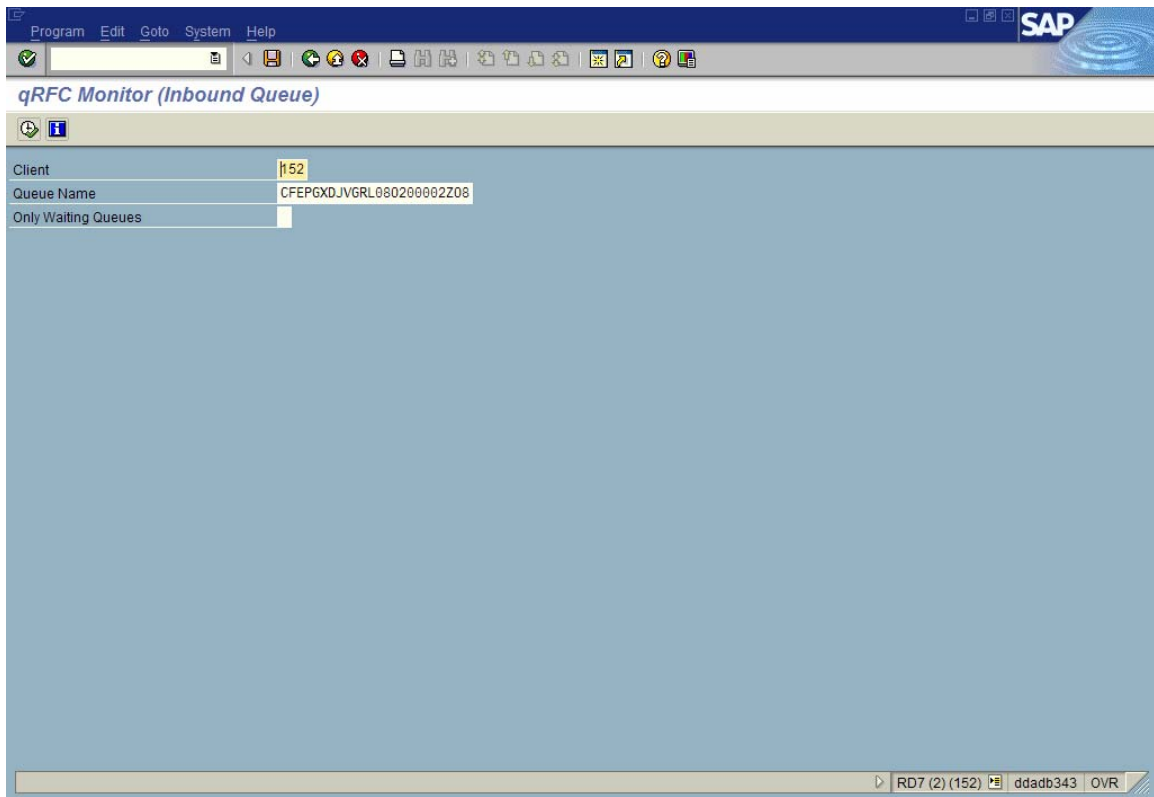 Program Edit Goto System Help
SAP
qRFC Monitor (Inbound Queue)
Client 152
Queue Name CFEPGXDJVGRL080200002ZO8
Only Waiting Queues
RD7 (2) (152) ddadb343 OVR